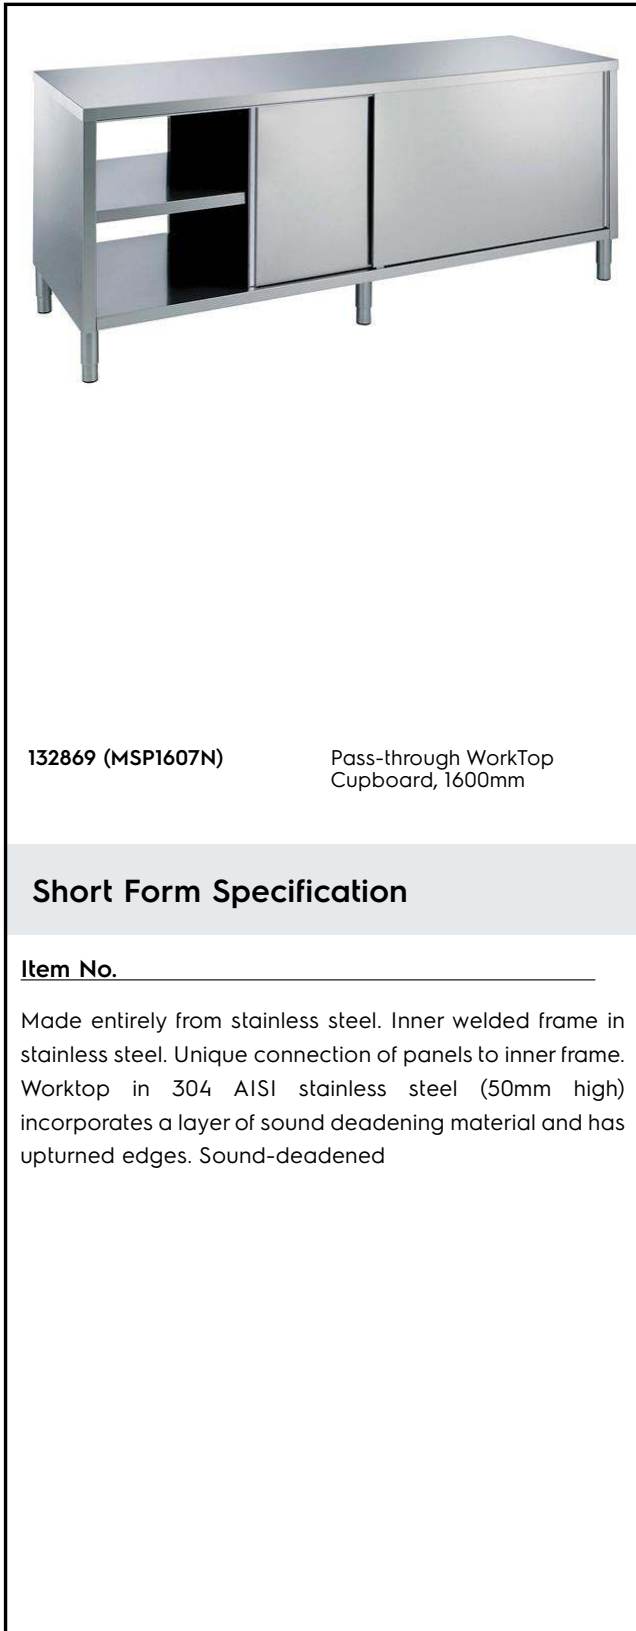 132869 (MSP1607N)
Pass-through WorkTop
Cupboard, 1600mm
Short Form Specification
Item No.
Made entirely from stainless steel. Inner welded frame in
stainless steel. Unique connection of panels to inner frame.
Worktop in 304 AISI stainless steel (50mm high)
incorporates a layer of sound deadening material and has
upturned edges. Sound-deadened